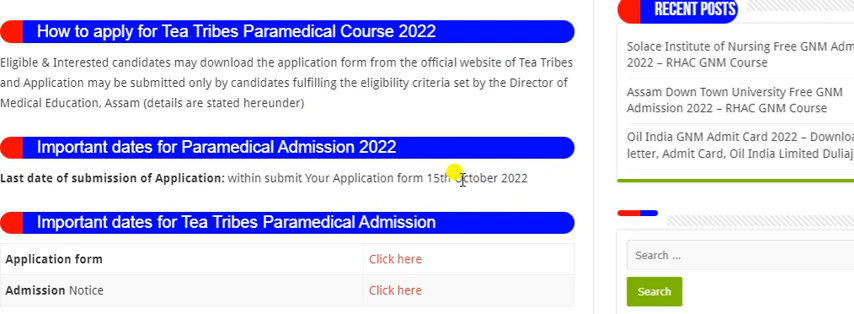 How to apply for Tea Tribes Paramedical Course 2022
Eligible & Interested candidates may download the application form from the official website of Tea Tribes
and Application may be submitted only by candidates fulfilling the eligibility criteria set by the Director of
Medical Education, Assam (details are stated hereunder)
Important dates for Paramedical Admission 2022
Last date of submission of Application: within submit Your Application form 15th October 2022
Important dates for Tea Tribes Paramedical Admission
Application form Click here
Admission Notice Click here
RECENT POSTS
Solace Institute of Nursing Free GNM Adm
2022 – RHAC GNM Course
Assam Down Town University Free GNM
Admission 2022 – RHAC GNM Course
Oil India GNM Admit Card 2022 – Downloa
letter, Admit Card, Oil India Limited Duliaj
Search ...
Search